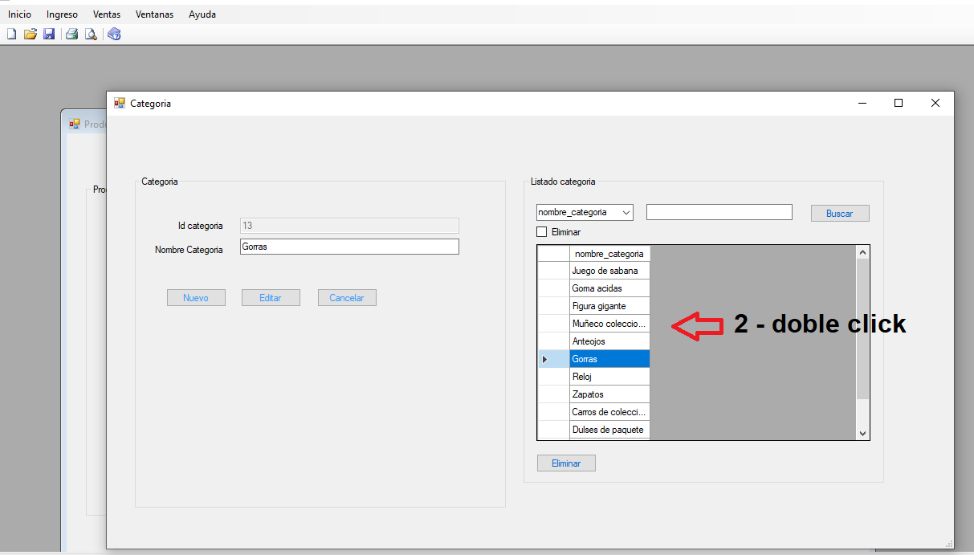 Inicio Ingreso Ventas Ventanas Ayuda
Categoria
Produ
Pro
Categoria
Id categoria 13
Nombre Categoria Gorras
Nuevo Editar Cancelar
Listado categoria
nombre_categoria Buscar
Eliminar
nombre_categoria
Juego de sabana
Goma acidas
Figura gigante
Muñeco coleccio...
Anteojos
Gorras
Reloj
Zapatos
Carros de colecci...
Dulses de paquete
2 - doble click
Eliminar